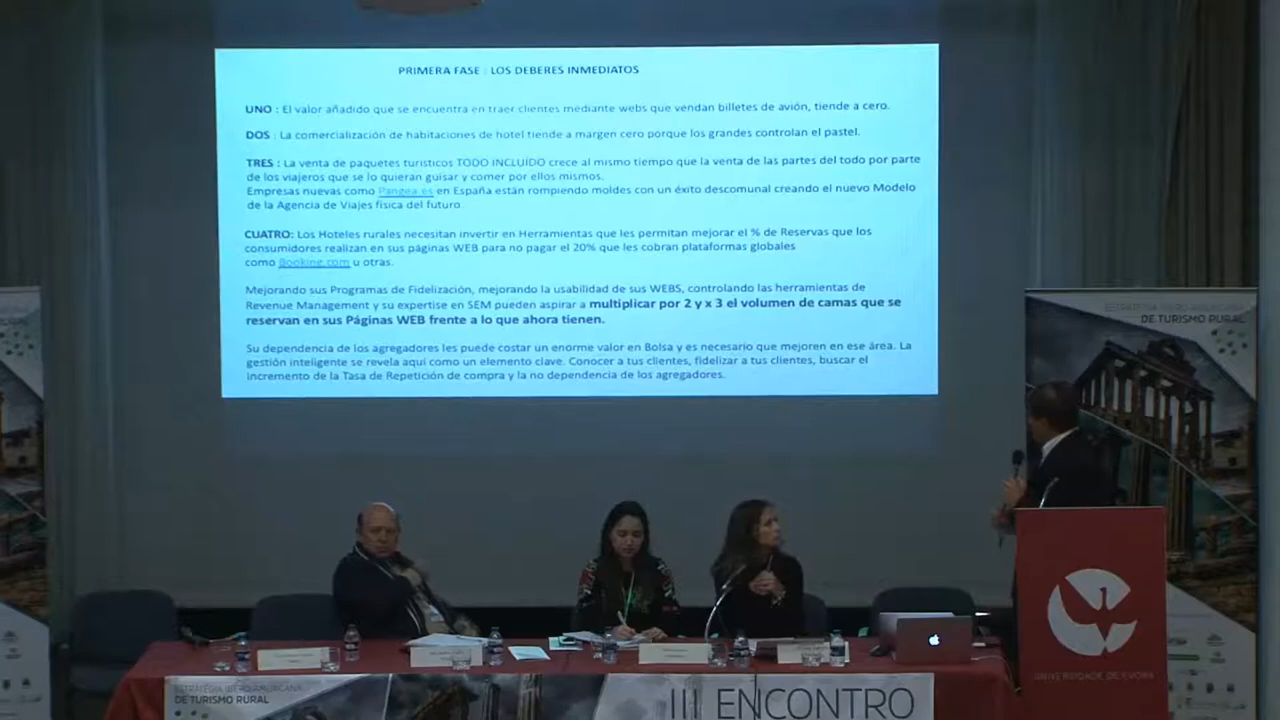 PRIMERA FASE : LOS DEBERES INMEDIATOS
UNO : El valor añadido que se encuentra en traer clientes mediante webs que vendan billetes de avión, tiende a cero.
DOS : La comercialización de habitaciones de hotel tiende a margen cero porque los grandes controlan el pastel.
TRES : La venta de paquetes turisticos TODO INCLUÍDO crece al mismo tiempo que la venta de las partes del todo por parte
de los viajeros que se lo quieran guisar y comer por ellos mismos.
Empresas nuevas como Pangea.es en España están rompiendo moldes con un éxito descomunal creando el nuevo Modelo
de la Agencia de Viajes física del futuro.
CUATRO: Los Hoteles rurales necesitan invertir en Herramientas que les permitan mejorar el % de Reservas que los
consumidores realizan en sus páginas WEB para no pagar el 20% que les cobran plataformas globales
como Booking.com u otras.
Mejorando sus Programas de Fidelización, mejorando la usabilidad de sus WEBS, controlando las herramientas de
Revenue Management y su expertise en SEM pueden aspirar a multiplicar por 2 y x 3 el volumen de camas que se
reservan en sus Páginas WEB frente a lo que ahora tienen.
Su dependencia de los agregadores les puede costar un enorme valor en Bolsa y es necesario que mejoren en ese área. La
gestión inteligente se revela aquí como un elemento clave. Conocer a tus clientes, fidelizar a tus clientes, buscar el
incremento de la Tasa de Repetición de compra y la no dependencia de los agregadores.
ESTRATÉGIA IBERO-AMERICANA
DE TURISMO RURAL
UNIVERSIDADE DE ÉVORA
ESTRATÉGIA IBERO-AMERICANA
DE TURISMO RURAL
III ENCONTRO